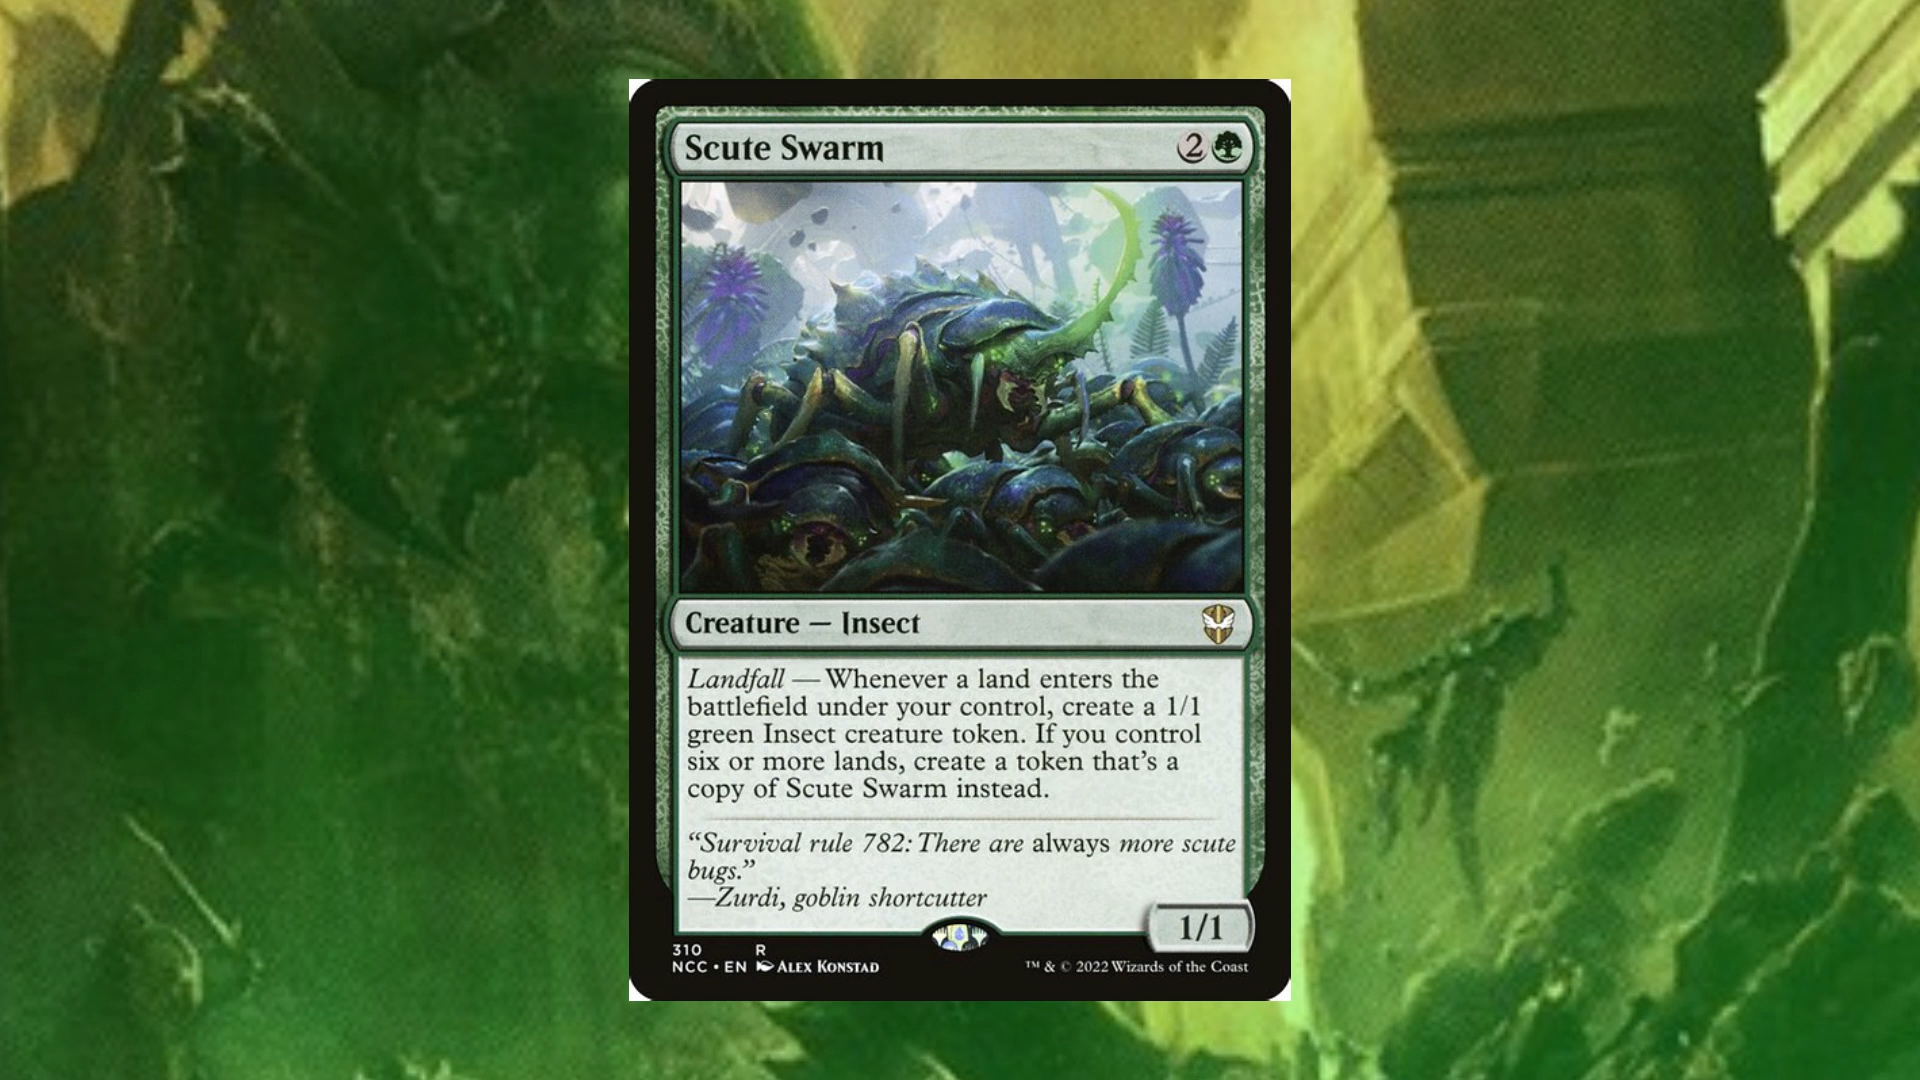 Scute Swarm 2
Creature — Insect
Landfall — Whenever a land enters the
battlefield under your control, create a 1/1
green Insect creature token. If you control
six or more lands, create a token that's a
copy of Scute Swarm instead.
“Survival rule 782: There are always more scute
bugs.”
—Zurdi, goblin shortcutter
1/1
310 R
NCC • EN ALEX KONSTAD
™ & © 2022 Wizards of the Coast